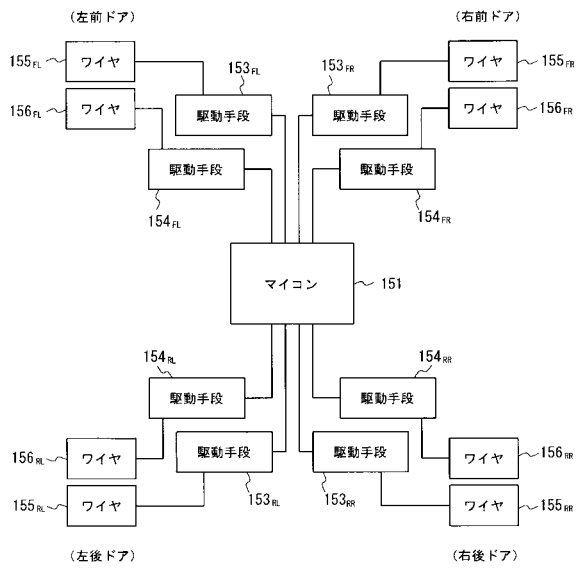 (左前ドア) (右前ドア)
155FL ワイヤ 153FL 153FR ワイヤ 155FR
156FL ワイヤ 駆動手段 駆動手段 ワイヤ 156FR
駆動手段 駆動手段
154FL 154FR
マイコン 151
154RL 154RR
駆動手段 駆動手段
156RL ワイヤ 駆動手段 駆動手段 ワイヤ 156RR
155RL ワイヤ 153RL 153RR ワイヤ 155RR
(左後ドア) (右後ドア)